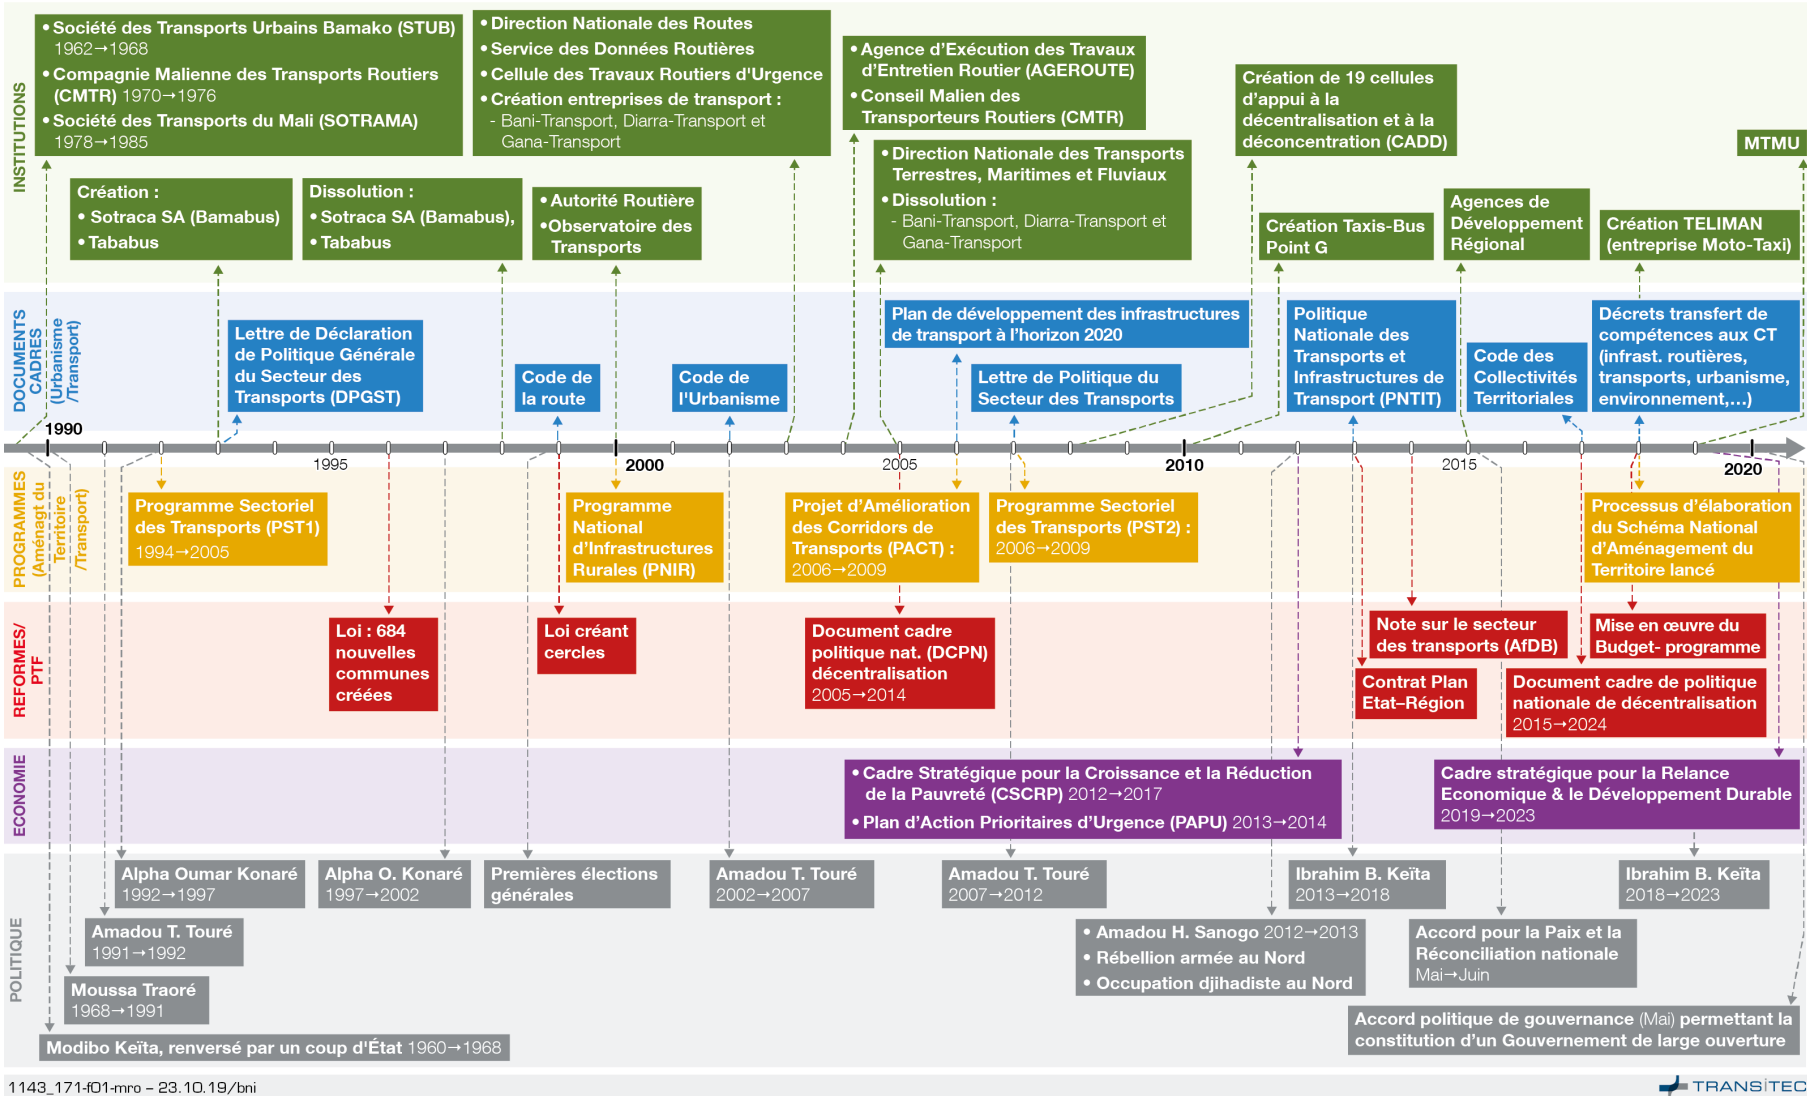 INSTITUTIONS
• Société des Transports Urbains Bamako (STUB)
1962→1968
• Compagnie Malienne des Transports Routiers
(CMTR) 1970→1976
• Société des Transports du Mali (SOTRAMA)
1978→1985
• Direction Nationale des Routes
• Service des Données Routières
• Cellule des Travaux Routiers d'Urgence
• Création entreprises de transport :
- Bani-Transport, Diarra-Transport et
Gana-Transport
• Agence d'Exécution des Travaux
d'Entretien Routier (AGEROUTE)
• Conseil Malien des
Transporteurs Routiers (CMTR)
Création de 19 cellules
d'appui à la
décentralisation et à la
déconcentration (CADD)
MTMU
Création :
• Sotraca SA (Bamabus)
• Tababus
Dissolution :
• Sotraca SA (Bamabus),
• Tababus
• Autorité Routière
•Observatoire des
Transports
• Direction Nationale des Transports
Terrestres, Maritimes et Fluviaux
• Dissolution :
- Bani-Transport, Diarra-Transport et
Gana-Transport
Création Taxis-Bus
Point G
Agences de
Développement
Régional
Création TELIMAN
(entreprise Moto-Taxi)
DOCUMENTS
CADRES
(Urbanisme
/Transport)
Lettre de Déclaration
de Politique Générale
du Secteur des
Transports (DPGST)
Code de
la route
Code de
l'Urbanisme
Plan de développement des infrastructures
de transport à l'horizon 2020
Lettre de Politique du
Secteur des Transports
Politique
Nationale des
Transports et
Infrastructures de
Transport (PNTIT)
Code des
Collectivités
Territoriales
Décrets transfert de
compétences aux CT
(infrast. routières,
transports, urbanisme,
environnement,...)
1990
1995
2000
2005
2010
2015
2020
PROGRAMMES
(Aménagt du
Territoire
/Transport)
Programme Sectoriel
des Transports (PST1)
1994→2005
Programme
National
d'Infrastructures
Rurales (PNIR)
Projet d'Amélioration
des Corridors de
Transports (PACT) :
2006→2009
Programme Sectoriel
des Transports (PST2) :
2006→2009
Processus d'élaboration
du Schéma National
d'Aménagement du
Territoire lancé
REFORMES/
PTF
Loi : 684
nouvelles
communes
créées
Loi créant
cercles
Document cadre
politique nat. (DCPN)
décentralisation
2005→2014
Note sur le secteur
des transports (AfDB)
Mise en œuvre du
Budget- programme
Contrat Plan
Etat–Région
Document cadre de politique
nationale de décentralisation
2015→2024
ECONOMIE
• Cadre Stratégique pour la Croissance et la Réduction
de la Pauvreté (CSCRP) 2012→2017
• Plan d'Action Prioritaires d'Urgence (PAPU) 2013→2014
Cadre stratégique pour la Relance
Economique & le Développement Durable
2019→2023
POLITIQUE
Alpha Oumar Konaré
1992→1997
Alpha O. Konaré
1997→2002
Premières élections
générales
Amadou T. Touré
2002→2007
Amadou T. Touré
2007→2012
Ibrahim B. Keïta
2013→2018
Ibrahim B. Keïta
2018→2023
Amadou T. Touré
1991→1992
• Amadou H. Sanogo 2012→2013
• Rébellion armée au Nord
• Occupation djihadiste au Nord
Accord pour la Paix et la
Réconciliation nationale
Mai→Juin
Moussa Traoré
1968→1991
Accord politique de gouvernance (Mai) permettant la
constitution d'un Gouvernement de large ouverture
Modibo Keïta, renversé par un coup d'État 1960→1968
1143_171-f01-mro – 23.10.19/bni
TRANSiTEC